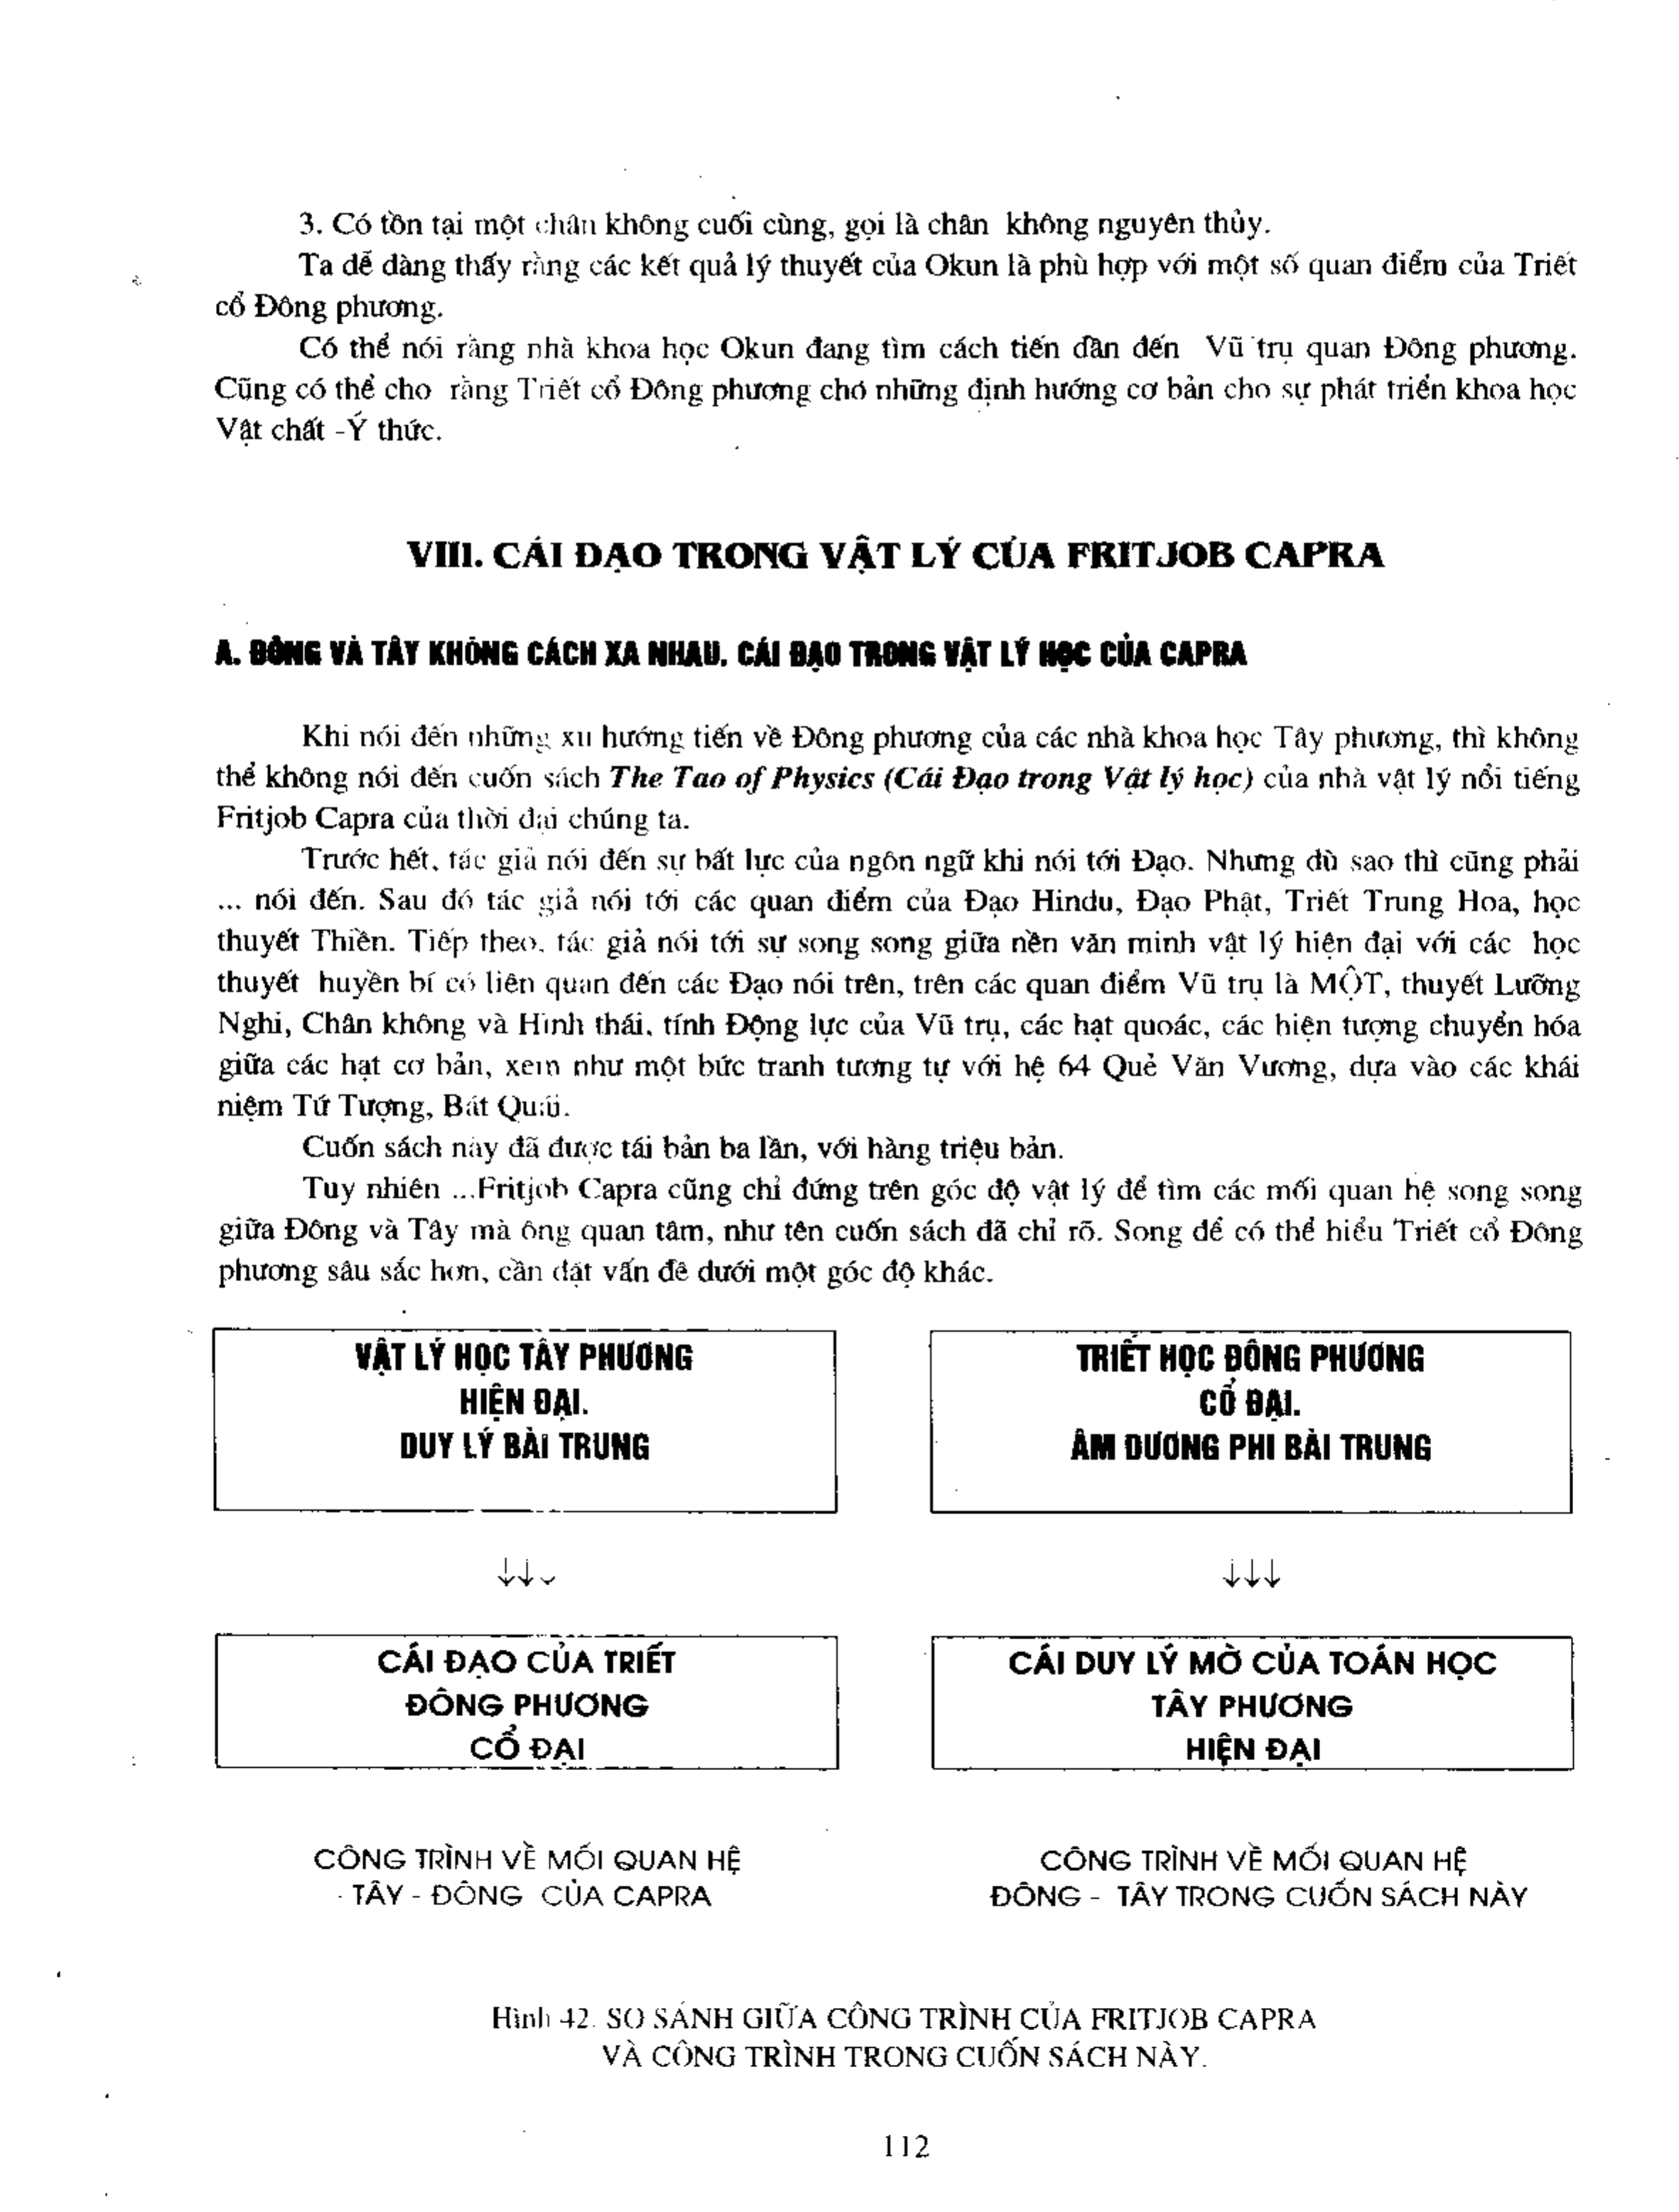 3. Có tồn tại một chân không cuối cùng, gọi là chân không nguyên thủy.
Ta dễ dàng thấy rằng các kết quả lý thuyết của Okun là phù hợp với một số quan điểm của Triết
cổ Đông phương.
Có thể nói rằng nhà khoa học Okun đang tìm cách tiến dần đến Vũ trụ quan Đông phương.
Cũng có thể cho rằng Triết cổ Đông phương cho những định hướng cơ bản cho sự phát triển khoa học
Vật chất -Ý thức.
VIII. CÁI ĐẠO TRONG VẬT LÝ CỦA FRITJOB CAPRA
A. ĐÔNG VÀ TÂY KHÔNG CÁCH XA NHAU. CÁI ĐẠO TRONG VẬT LÝ HỌC CỦA CAPRA
Khi nói đến những xu hướng tiến về Đông phương của các nhà khoa học Tây phương, thì không
thể không nói đến cuốn sách The Tao of Physics (Cái Đạo trong Vật lý học) của nhà vật lý nổi tiếng
Fritjob Capra của thời đại chúng ta.
Trước hết, tác giả nói đến sự bất lực của ngôn ngữ khi nói tới Đạo. Nhưng dù sao thì cũng phải
... nói đến. Sau đó tác giả nói tới các quan điểm của Đạo Hindu, Đạo Phật, Triết Trung Hoa, học
thuyết Thiền. Tiếp theo, tác giả nói tới sự song song giữa nền văn minh vật lý hiện đại với các học
thuyết huyền bí có liên quan đến các Đạo nói trên, trên các quan điểm Vũ trụ là MỘT, thuyết Lưỡng
Nghi, Chân không và Hình thái, tính Động lực của Vũ trụ, các hạt quoác, các hiện tượng chuyển hóa
giữa các hạt cơ bản, xem như một bức tranh tương tự với hệ 64 Quẻ Văn Vương, dựa vào các khái
niệm Tứ Tượng, Bát Quái.
Cuốn sách này đã được tái bản ba lần, với hàng triệu bản.
Tuy nhiên ...Fritjob Capra cũng chỉ đứng trên góc độ vật lý để tìm các mối quan hệ song song
giữa Đông và Tây mà ông quan tâm, như tên cuốn sách đã chỉ rõ. Song để có thể hiểu Triết cổ Đông
phương sâu sắc hơn, cần đặt vấn đề dưới một góc độ khác.
VẬT LÝ HỌC TÂY PHƯƠNG
HIỆN ĐẠI.
DUY LÝ BÀI TRUNG
TRIẾT HỌC ĐÔNG PHƯƠNG
CỔ ĐẠI.
ÂM DƯƠNG PHI BÀI TRUNG
↓↓↓
↓↓↓
CÁI ĐẠO CỦA TRIẾT
ĐÔNG PHƯƠNG
CỔ ĐẠI
CÁI DUY LÝ MỜ CỦA TOÁN HỌC
TÂY PHƯƠNG
HIỆN ĐẠI
CÔNG TRÌNH VỀ MỐI QUAN HỆ
TÂY - ĐÔNG CỦA CAPRA
CÔNG TRÌNH VỀ MỐI QUAN HỆ
ĐÔNG - TÂY TRONG CUỐN SÁCH NÀY
Hình 42. SO SÁNH GIỮA CÔNG TRÌNH CỦA FRITJOB CAPRA
VÀ CÔNG TRÌNH TRONG CUỐN SÁCH NÀY.
112